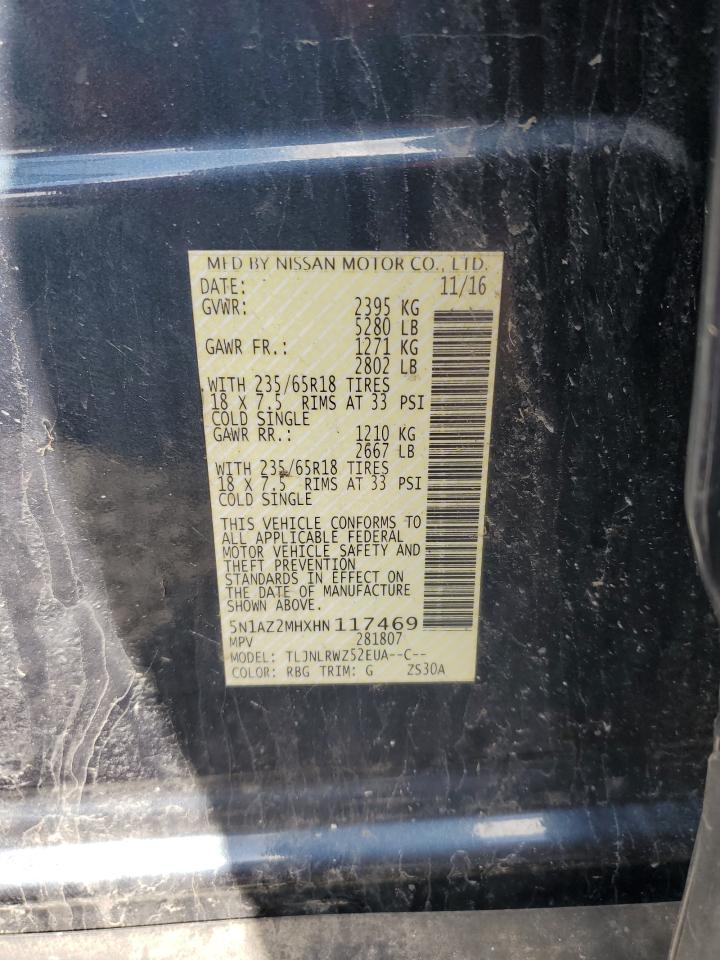 MFD BY NISSAN MOTOR CO., LTD.
DATE: 11/16
GVWR: 2395 KG
5280 LB
GAWR FR.: 1271 KG
2802 LB
WITH 235/65R18 TIRES
18 X 7.5 RIMS AT 33 PSI
COLD SINGLE
GAWR RR.: 1210 KG
2667 LB
WITH 235/65R18 TIRES
18 X 7.5 RIMS AT 33 PSI
COLD SINGLE
THIS VEHICLE CONFORMS TO
ALL APPLICABLE FEDERAL
MOTOR VEHICLE SAFETY AND
THEFT PREVENTION
STANDARDS IN EFFECT ON
THE DATE OF MANUFACTURE
SHOWN ABOVE.
5N1AZ2MHXHN117469
MPV 281807
MODEL: TLJNLRWZ52EUA--C--
COLOR: RBG TRIM: G ZS30A